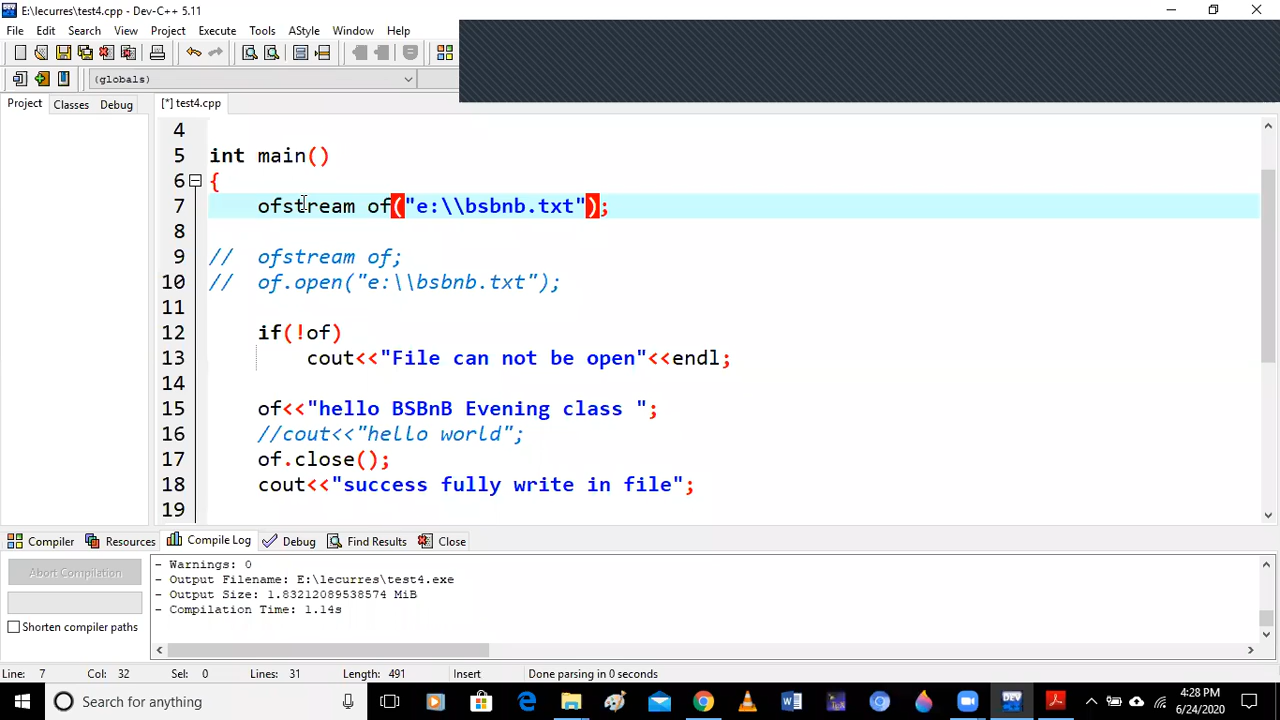 E:\lecurres\test4.cpp - Dev-C++ 5.11
File Edit Search View Project Execute Tools AStyle Window Help
(globals)
Project Classes Debug
[*] test4.cpp
4
5 int main()
6 {
7 ofstream of("e:\\bsbnb.txt");
8
9 // ofstream of;
10 // of.open("e:\\bsbnb.txt");
11
12 if(!of)
13 cout<<"File can not be open"<<endl;
14
15 of<<"hello BSBnB Evening class ";
16 //cout<<"hello world";
17 of.close();
18 cout<<"success fully write in file";
19
Compiler Resources Compile Log Debug Find Results Close
Abort Compilation
Shorten compiler paths
- Warnings: 0
- Output Filename: E:\lecurres\test4.exe
- Output Size: 1.83212089538574 MiB
- Compilation Time: 1.14s
Line: 7 Col: 32 Sel: 0 Lines: 31 Length: 491 Insert Done parsing in 0 seconds
Search for anything
DEV
4:28 PM
6/24/2020